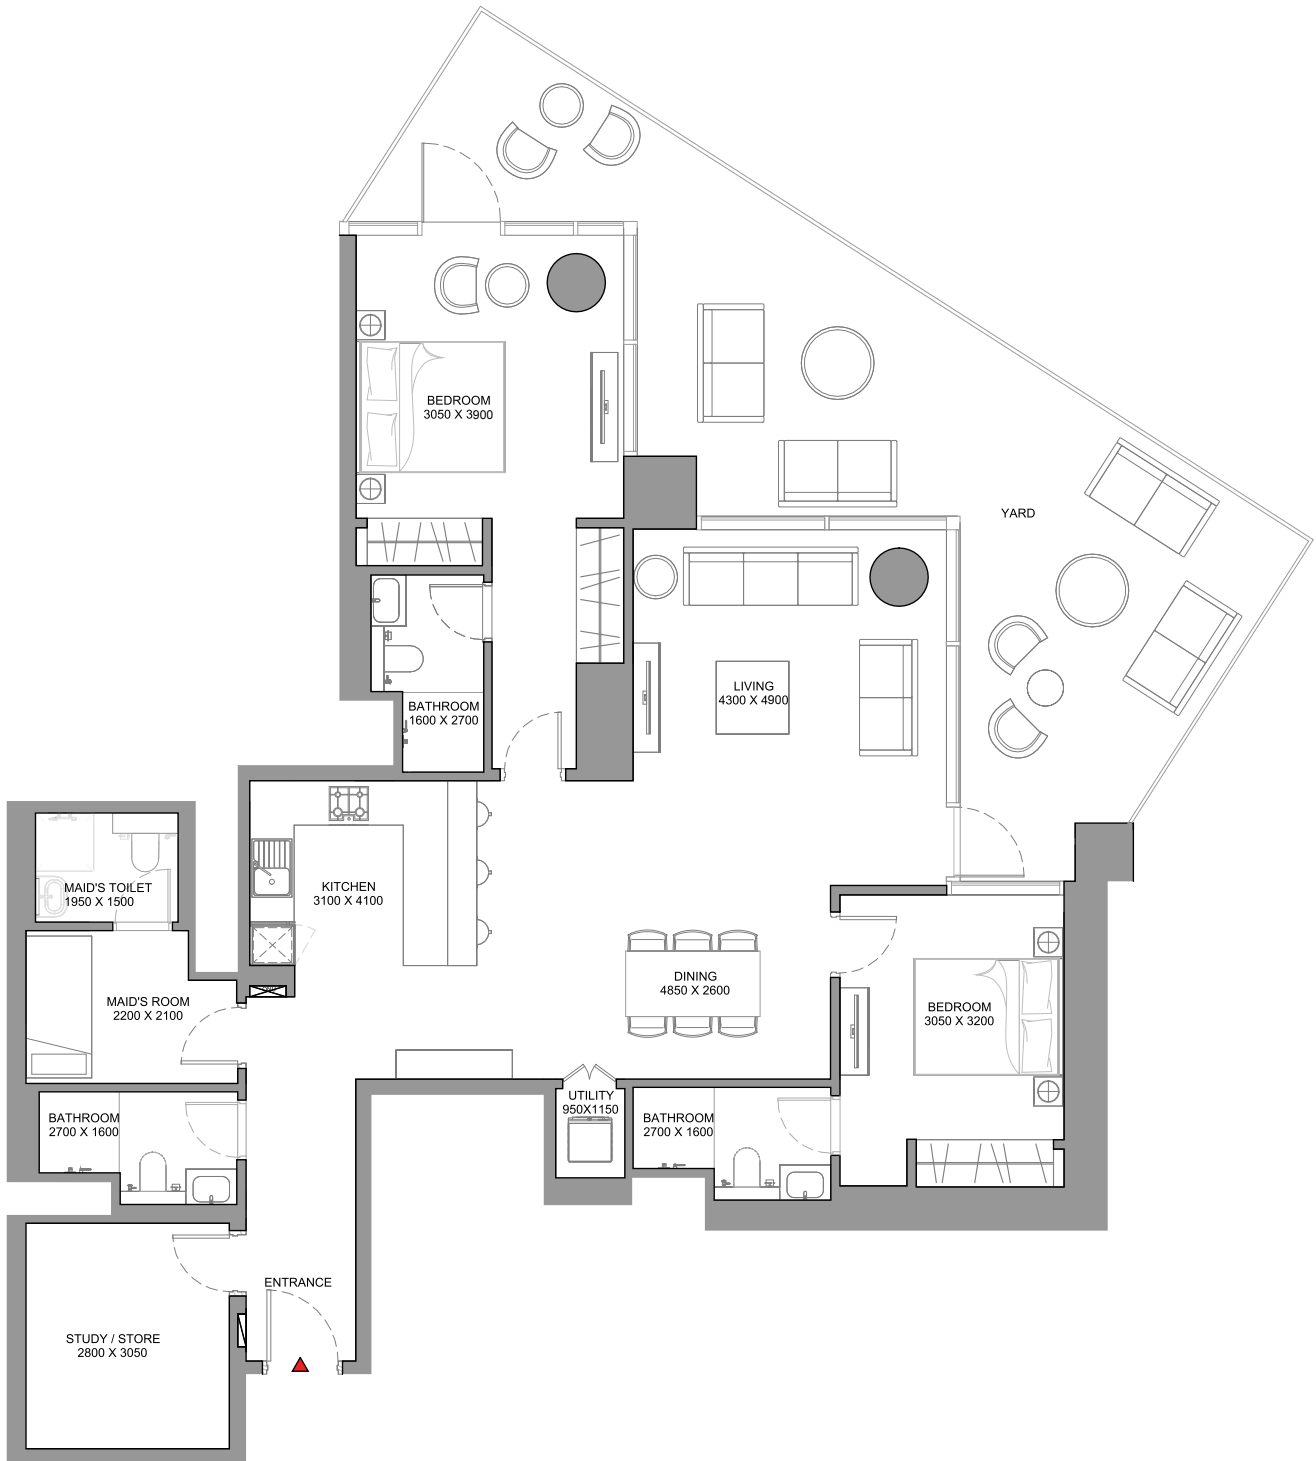 BEDROOM
3050 X 3900
YARD
LIVING
4300 X 4900
BATHROOM
1600 X 2700
KITCHEN
3100 X 4100
MAID'S TOILET
1950 X 1500
DINING
4850 X 2600
MAID'S ROOM
2200 X 2100
BEDROOM
3050 X 3200
UTILITY
950X1150
BATHROOM
2700 X 1600
BATHROOM
2700 X 1600
ENTRANCE
STUDY / STORE
2800 X 3050